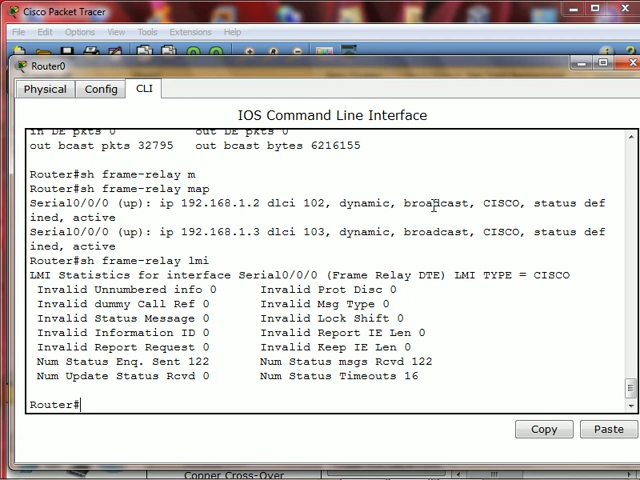 Cisco Packet Tracer
File Edit Options View Tools Extensions Help
Router0
Physical Config CLI
IOS Command Line Interface
in DE pkts 0 out DE pkts 0
out bcast pkts 32795 out bcast bytes 6216155
Router#sh frame-relay m
Router#sh frame-relay map
Serial0/0/0 (up): ip 192.168.1.2 dlci 102, dynamic, broadcast, CISCO, status def
ined, active
Serial0/0/0 (up): ip 192.168.1.3 dlci 103, dynamic, broadcast, CISCO, status def
ined, active
Router#sh frame-relay lmi
LMI Statistics for interface Serial0/0/0 (Frame Relay DTE) LMI TYPE = CISCO
Invalid Unnumbered info 0 Invalid Prot Disc 0
Invalid dummy Call Ref 0 Invalid Msg Type 0
Invalid Status Message 0 Invalid Lock Shift 0
Invalid Information ID 0 Invalid Report IE Len 0
Invalid Report Request 0 Invalid Keep IE Len 0
Num Status Enq. Sent 122 Num Status msgs Rcvd 122
Num Update Status Rcvd 0 Num Status Timeouts 16
Router#
Copy Paste
Copper Cross-Over